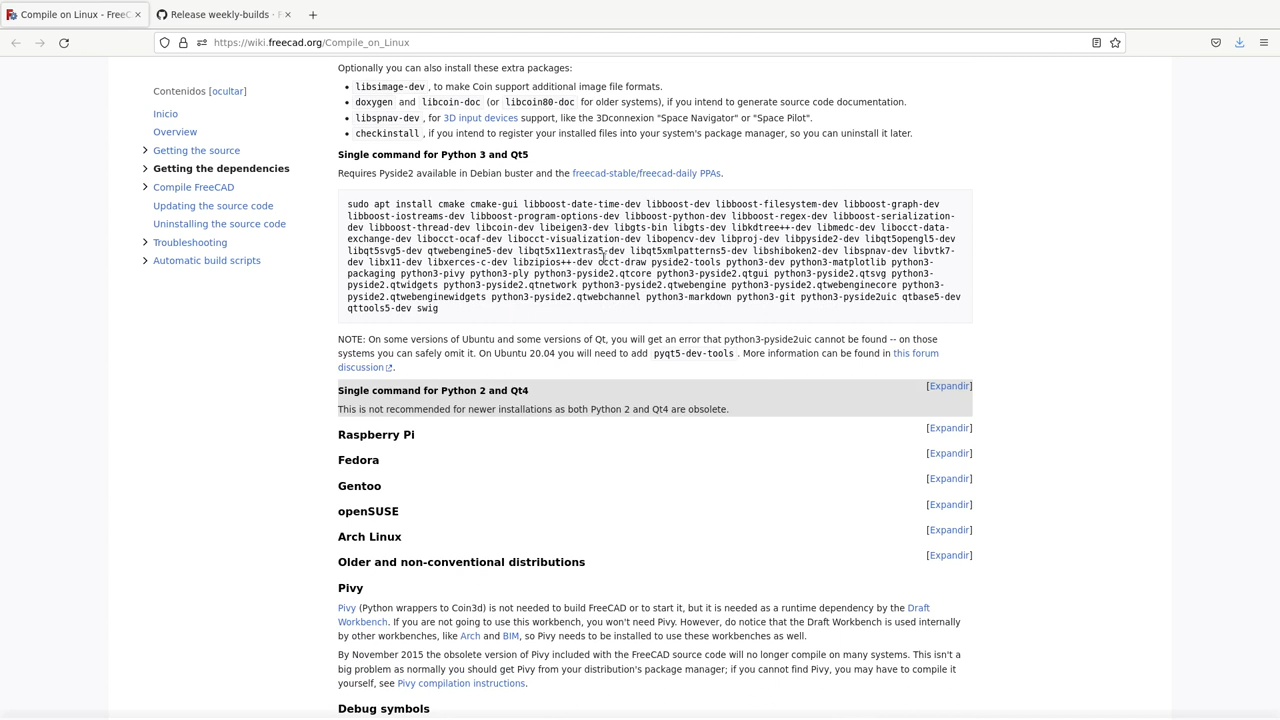 Compile on Linux - FreeC
Release weekly-builds · F
https://wiki.freecad.org/Compile_on_Linux
Contenidos [ocultar]
Inicio
Overview
Getting the source
Getting the dependencies
Compile FreeCAD
Updating the source code
Uninstalling the source code
Troubleshooting
Automatic build scripts
Optionally you can also install these extra packages:
• libsimage-dev , to make Coin support additional image file formats.
• doxygen and libcoin-doc (or libcoin80-doc for older systems), if you intend to generate source code documentation.
• libspnav-dev , for 3D input devices support, like the 3Dconnexion "Space Navigator" or "Space Pilot".
• checkinstall , if you intend to register your installed files into your system's package manager, so you can uninstall it later.
Single command for Python 3 and Qt5
Requires Pyside2 available in Debian buster and the freecad-stable/freecad-daily PPAs.
sudo apt install cmake cmake-gui libboost-date-time-dev libboost-dev libboost-filesystem-dev libboost-graph-dev
libboost-iostreams-dev libboost-program-options-dev libboost-python-dev libboost-regex-dev libboost-serialization-
dev libboost-thread-dev libcoin-dev libeigen3-dev libgts-bin libgts-dev libkdtree++-dev libmedc-dev libocct-data-
exchange-dev libocct-ocaf-dev libocct-visualization-dev libopencv-dev libproj-dev libpyside2-dev libqt5opengl5-dev
libqt5svg5-dev qtwebengine5-dev libqt5x11extras5-dev libqt5xmlpatterns5-dev libshiboken2-dev libspnav-dev libvtk7-
dev libx11-dev libxerces-c-dev libzipios++-dev occt-draw pyside2-tools python3-dev python3-matplotlib python3-
packaging python3-pivy python3-ply python3-pyside2.qtcore python3-pyside2.qtgui python3-pyside2.qtsvg python3-
pyside2.qtwidgets python3-pyside2.qtnetwork python3-pyside2.qtwebengine python3-pyside2.qtwebenginecore python3-
pyside2.qtwebenginewidgets python3-pyside2.qtwebchannel python3-markdown python3-git python3-pyside2uic qtbase5-dev
qttools5-dev swig
NOTE: On some versions of Ubuntu and some versions of Qt, you will get an error that python3-pyside2uic cannot be found -- on those
systems you can safely omit it. On Ubuntu 20.04 you will need to add pyqt5-dev-tools . More information can be found in this forum
discussion.
Single command for Python 2 and Qt4 [Expandir]
This is not recommended for newer installations as both Python 2 and Qt4 are obsolete.
Raspberry Pi [Expandir]
Fedora [Expandir]
Gentoo [Expandir]
openSUSE [Expandir]
Arch Linux [Expandir]
Older and non-conventional distributions [Expandir]
Pivy
Pivy (Python wrappers to Coin3d) is not needed to build FreeCAD or to start it, but it is needed as a runtime dependency by the Draft
Workbench. If you are not going to use this workbench, you won't need Pivy. However, do notice that the Draft Workbench is used internally
by other workbenches, like Arch and BIM, so Pivy needs to be installed to use these workbenches as well.
By November 2015 the obsolete version of Pivy included with the FreeCAD source code will no longer compile on many systems. This isn't a
big problem as normally you should get Pivy from your distribution's package manager; if you cannot find Pivy, you may have to compile it
yourself, see Pivy compilation instructions.
Debug symbols